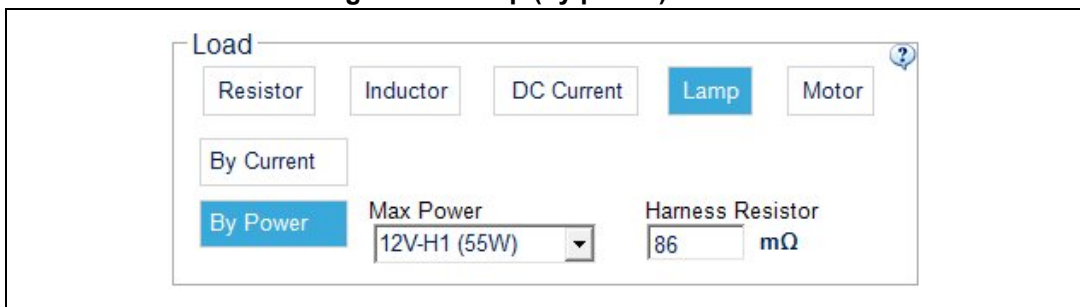 Load
?
Resistor Inductor DC Current Lamp Motor
By Current
By Power
Max Power Harness Resistor
12V-H1 (55W) 86 mΩ